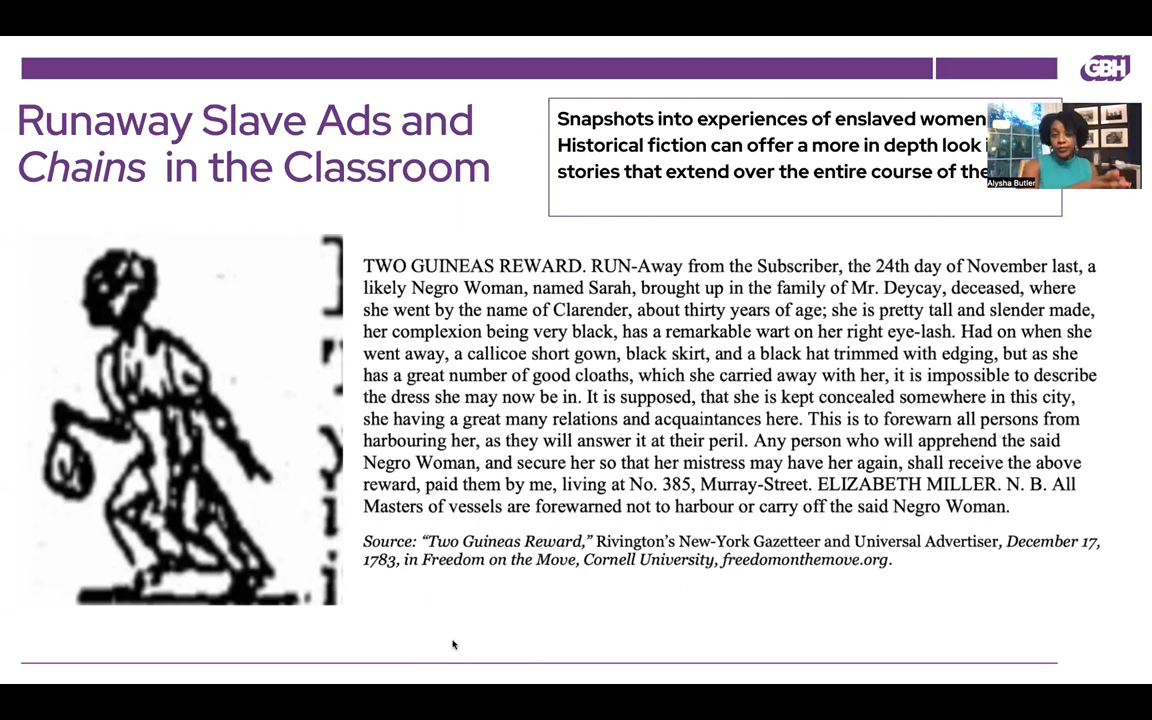 GBH
Runaway Slave Ads and
Chains in the Classroom
Snapshots into experiences of enslaved women
Historical fiction can offer a more in depth look
stories that extend over the entire course of the
Alysha Butler
TWO GUINEAS REWARD. RUN-Away from the Subscriber, the 24th day of November last, a
likely Negro Woman, named Sarah, brought up in the family of Mr. Deycay, deceased, where
she went by the name of Clarender, about thirty years of age; she is pretty tall and slender made,
her complexion being very black, has a remarkable wart on her right eye-lash. Had on when she
went away, a callicoe short gown, black skirt, and a black hat trimmed with edging, but as she
has a great number of good cloaths, which she carried away with her, it is impossible to describe
the dress she may now be in. It is supposed, that she is kept concealed somewhere in this city,
she having a great many relations and acquaintances here. This is to forewarn all persons from
harbouring her, as they will answer it at their peril. Any person who will apprehend the said
Negro Woman, and secure her so that her mistress may have her again, shall receive the above
reward, paid them by me, living at No. 385, Murray-Street. ELIZABETH MILLER. N. B. All
Masters of vessels are forewarned not to harbour or carry off the said Negro Woman.
Source: “Two Guineas Reward,” Rivington’s New-York Gazetteer and Universal Advertiser, December 17,
1783, in Freedom on the Move, Cornell University, freedomonthemove.org.